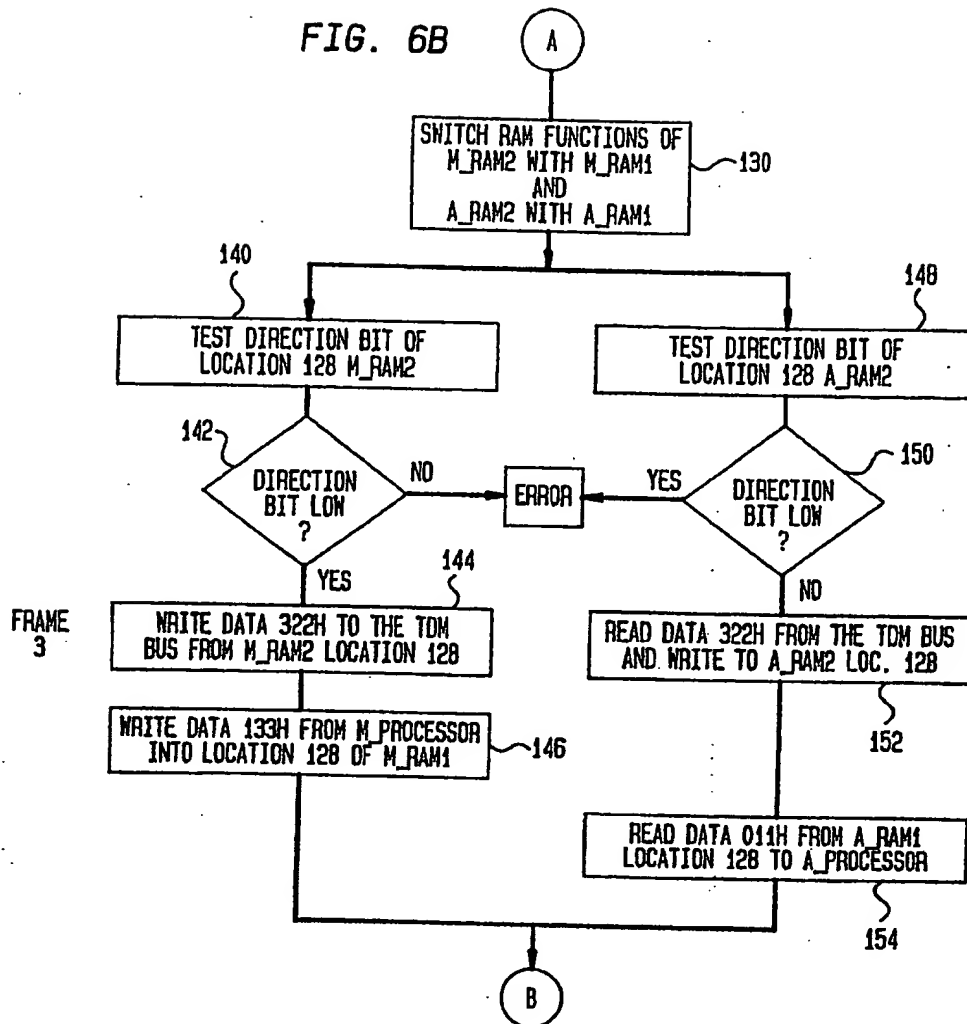 FIG. 6B
A
SWITCH RAM FUNCTIONS OF
M_RAM2 WITH M_RAM1
AND
A_RAM2 WITH A_RAM1
130
140
TEST DIRECTION BIT OF
LOCATION 128 M_RAM2
148
TEST DIRECTION BIT OF
LOCATION 128 A_RAM2
142
DIRECTION
BIT LOW
?
NO
ERROR
YES
150
DIRECTION
BIT LOW
?
YES
NO
FRAME
3
144
WRITE DATA 322H TO THE TDM
BUS FROM M_RAM2 LOCATION 128
READ DATA 322H FROM THE TDM BUS
AND WRITE TO A_RAM2 LOC. 128
152
WRITE DATA 133H FROM M_PROCESSOR
INTO LOCATION 128 OF M_RAM1
146
READ DATA 011H FROM A_RAM1
LOCATION 128 TO A_PROCESSOR
154
B